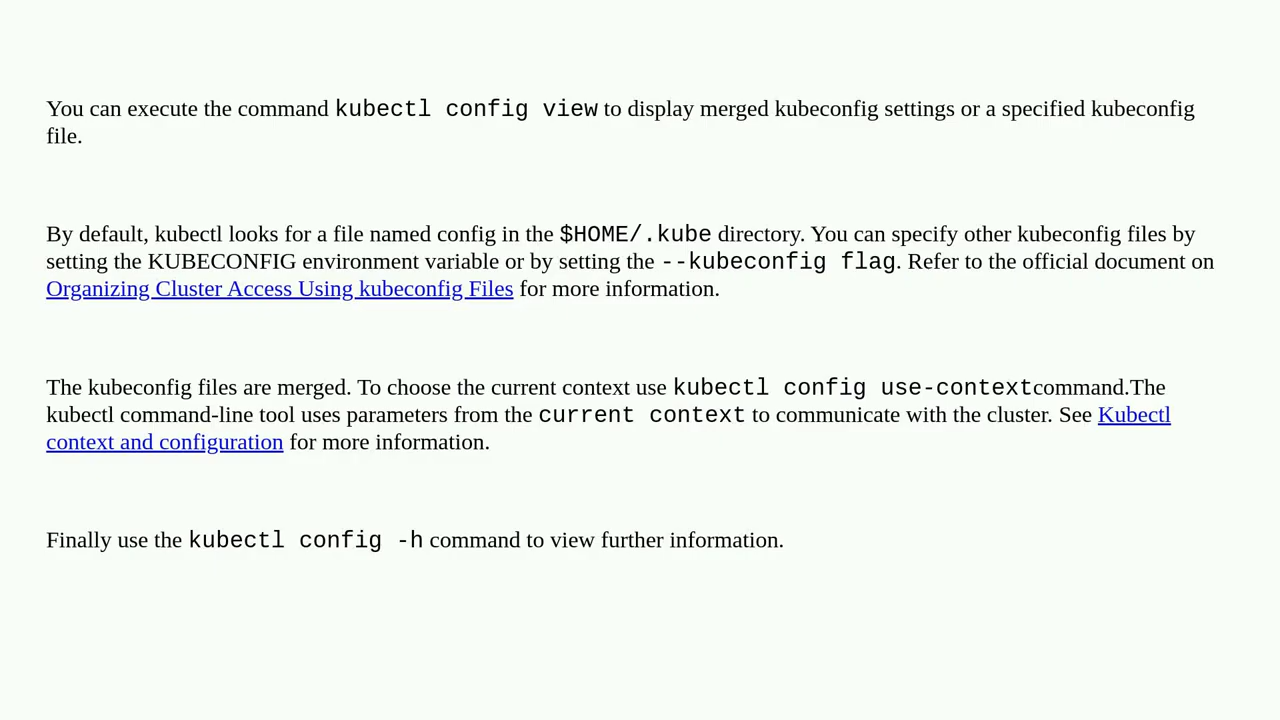 You can execute the command kubectl config view to display merged kubeconfig settings or a specified kubeconfig
file.
By default, kubectl looks for a file named config in the $HOME/.kube directory. You can specify other kubeconfig files by
setting the KUBECONFIG environment variable or by setting the --kubeconfig flag. Refer to the official document on
Organizing Cluster Access Using kubeconfig Files for more information.
The kubeconfig files are merged. To choose the current context use kubectl config use-contextcommand.The
kubectl command-line tool uses parameters from the current context to communicate with the cluster. See Kubectl
context and configuration for more information.
Finally use the kubectl config -h command to view further information.